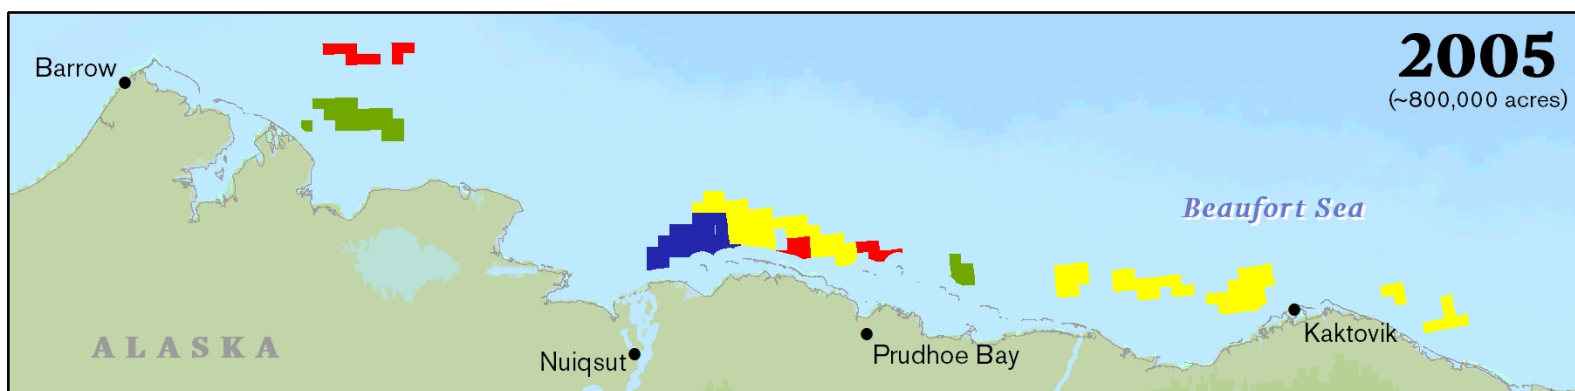 Barrow
2005
(~800,000 acres)
Beaufort Sea
ALASKA
Nuiqsut
Prudhoe Bay
Kaktovik